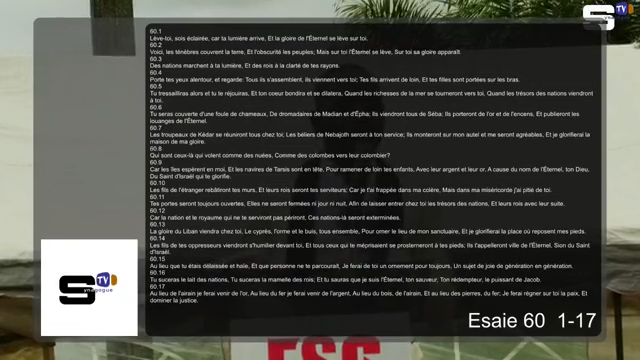 S TV
60.1
Lève-toi, sois éclairée, car ta lumière arrive, Et la gloire de l'Éternel se lève sur toi.
60.2
Voici, les ténèbres couvrent la terre, Et l'obscurité les peuples; Mais sur toi l'Éternel se lève, Sur toi sa gloire apparaît.
60.3
Des nations marchent à ta lumière, Et des rois à la clarté de tes rayons.
60.4
Porte tes yeux alentour, et regarde: Tous ils s'assemblent, ils viennent vers toi; Tes fils arrivent de loin, Et tes filles sont portées sur les bras.
60.5
Tu tressailliras alors et tu te réjouiras, Et ton coeur bondira et se dilatera, Quand les richesses de la mer se tourneront vers toi, Quand les trésors des nations viendront
à toi.
60.6
Tu seras couverte d'une foule de chameaux, De dromadaires de Madian et d'Épha; Ils viendront tous de Séba; Ils porteront de l'or et de l'encens, Et publieront les
louanges de l'Éternel.
60.7
Les troupeaux de Kédar se réuniront tous chez toi; Les béliers de Nebajoth seront à ton service; Ils monteront sur mon autel et me seront agréables, Et je glorifierai la
maison de ma gloire.
60.8
Qui sont ceux-là qui volent comme des nuées, Comme des colombes vers leur colombier?
60.9
Car les îles espèrent en moi, Et les navires de Tarsis sont en tête, Pour ramener de loin tes enfants, Avec leur argent et leur or, A cause du nom de l'Éternel, ton Dieu,
Du Saint d'Israël qui te glorifie.
60.10
Les fils de l'étranger rebâtiront tes murs, Et leurs rois seront tes serviteurs; Car je t'ai frappée dans ma colère, Mais dans ma miséricorde j'ai pitié de toi.
60.11
Tes portes seront toujours ouvertes, Elles ne seront fermées ni jour ni nuit, Afin de laisser entrer chez toi les trésors des nations, Et leurs rois avec leur suite.
60.12
Car la nation et le royaume qui ne te serviront pas périront, Ces nations-là seront exterminées.
60.13
La gloire du Liban viendra chez toi, Le cyprès, l'orme et le buis, tous ensemble, Pour orner le lieu de mon sanctuaire, Et je glorifierai la place où reposent mes pieds.
60.14
Les fils de tes oppresseurs viendront s'humilier devant toi, Et tous ceux qui te méprisaient se prosterneront à tes pieds; Ils t'appelleront ville de l'Éternel, Sion du Saint
d'Israël.
60.15
Au lieu que tu étais délaissée et haïe, Et que personne ne te parcourait, Je ferai de toi un ornement pour toujours, Un sujet de joie de génération en génération.
60.16
Tu suceras le lait des nations, Tu suceras la mamelle des rois; Et tu sauras que je suis l'Éternel, ton sauveur, Ton rédempteur, le puissant de Jacob.
60.17
Au lieu de l'airain je ferai venir de l'or, Au lieu du fer je ferai venir de l'argent, Au lieu du bois, de l'airain, Et au lieu des pierres, du fer; Je ferai régner sur toi la paix, Et
dominer la justice.
S TV
ynagogue
Esaie 60 1-17